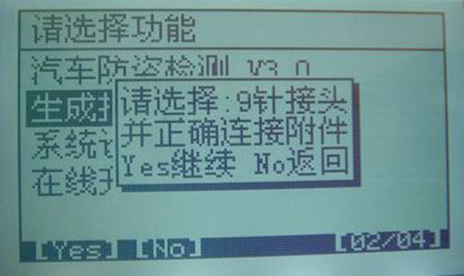 请选择功能
汽车防盗检测 V3.0
生成
请选择:9针接头
并正确连接附件
系统
Yes继续 No返回
在线
[Yes] [No] [02/04]